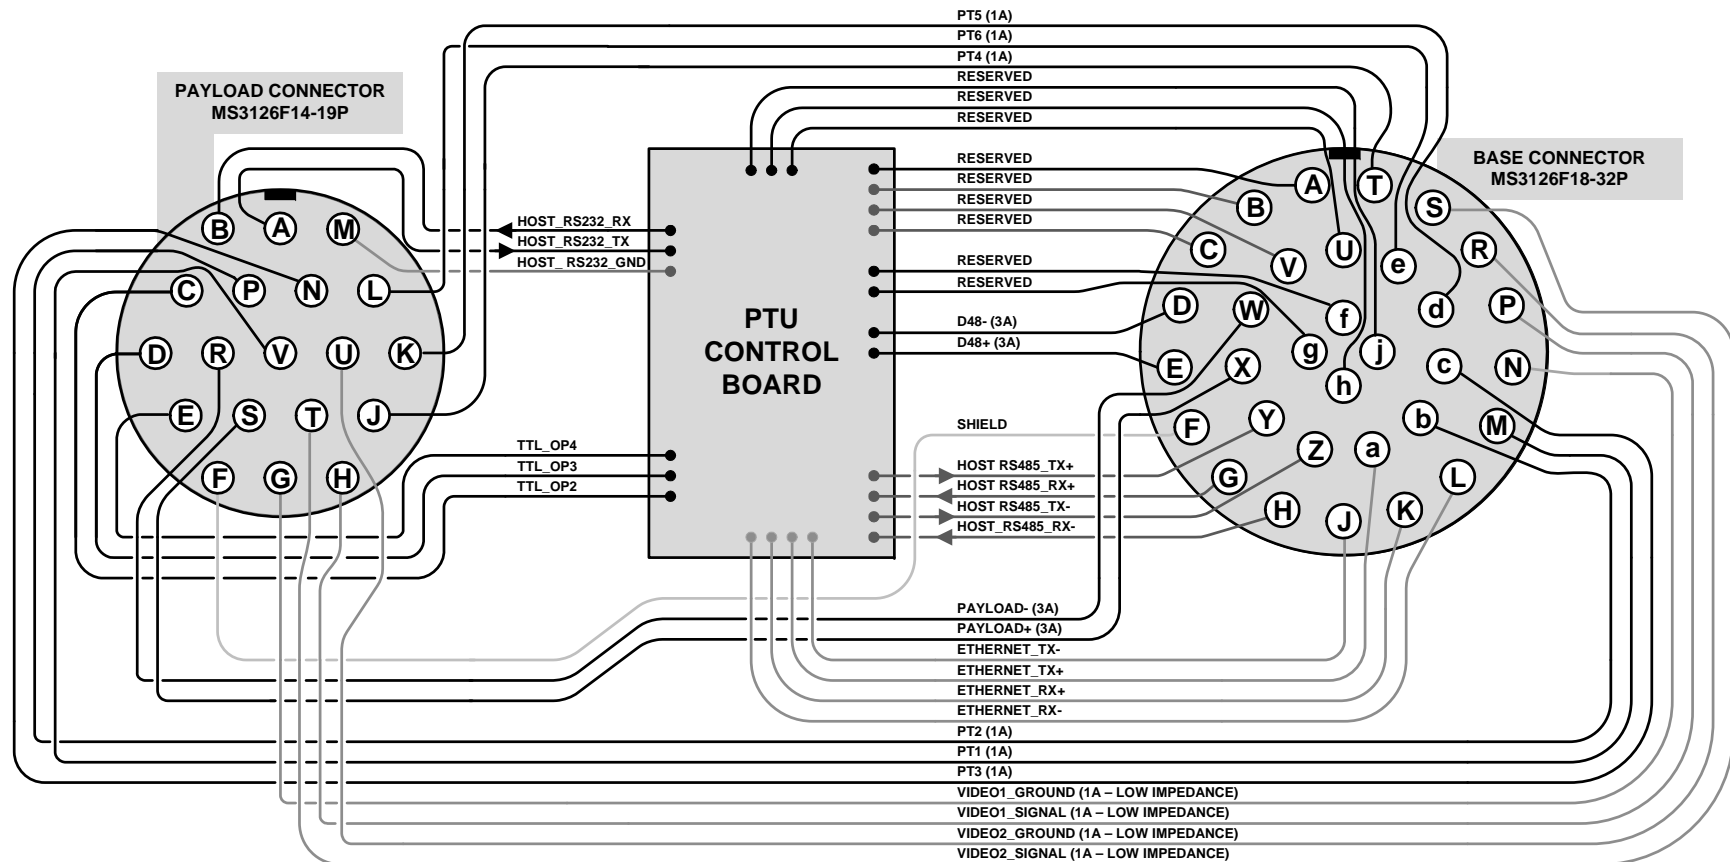 PT5 (1A)
PT6 (1A)
PT4 (1A)
RESERVED
RESERVED
RESERVED
PAYLOAD CONNECTOR
MS3126F14-19P
BASE CONNECTOR
MS3126F18-32P
RESERVED
RESERVED
RESERVED
RESERVED
RESERVED
RESERVED
D48- (3A)
D48+ (3A)
HOST_RS232_RX
HOST_RS232_TX
HOST_ RS232_GND
B
A
M
C
P
N
L
D
R
V
U
K
E
S
T
J
F
G
H
PTU
CONTROL
BOARD
A
T
B
S
C
V
U
e
R
D
W
f
d
P
E
X
g
j
c
N
h
F
Y
Z
a
b
M
G
H
J
K
L
TTL_OP4
TTL_OP3
TTL_OP2
SHIELD
HOST RS485_TX+
HOST RS485_RX+
HOST RS485_TX-
HOST_RS485_RX-
PAYLOAD- (3A)
PAYLOAD+ (3A)
ETHERNET_TX-
ETHERNET_TX+
ETHERNET_RX+
ETHERNET_RX-
PT2 (1A)
PT1 (1A)
PT3 (1A)
VIDEO1_GROUND (1A – LOW IMPEDANCE)
VIDEO1_SIGNAL (1A – LOW IMPEDANCE)
VIDEO2_GROUND (1A – LOW IMPEDANCE)
VIDEO2_SIGNAL (1A – LOW IMPEDANCE)